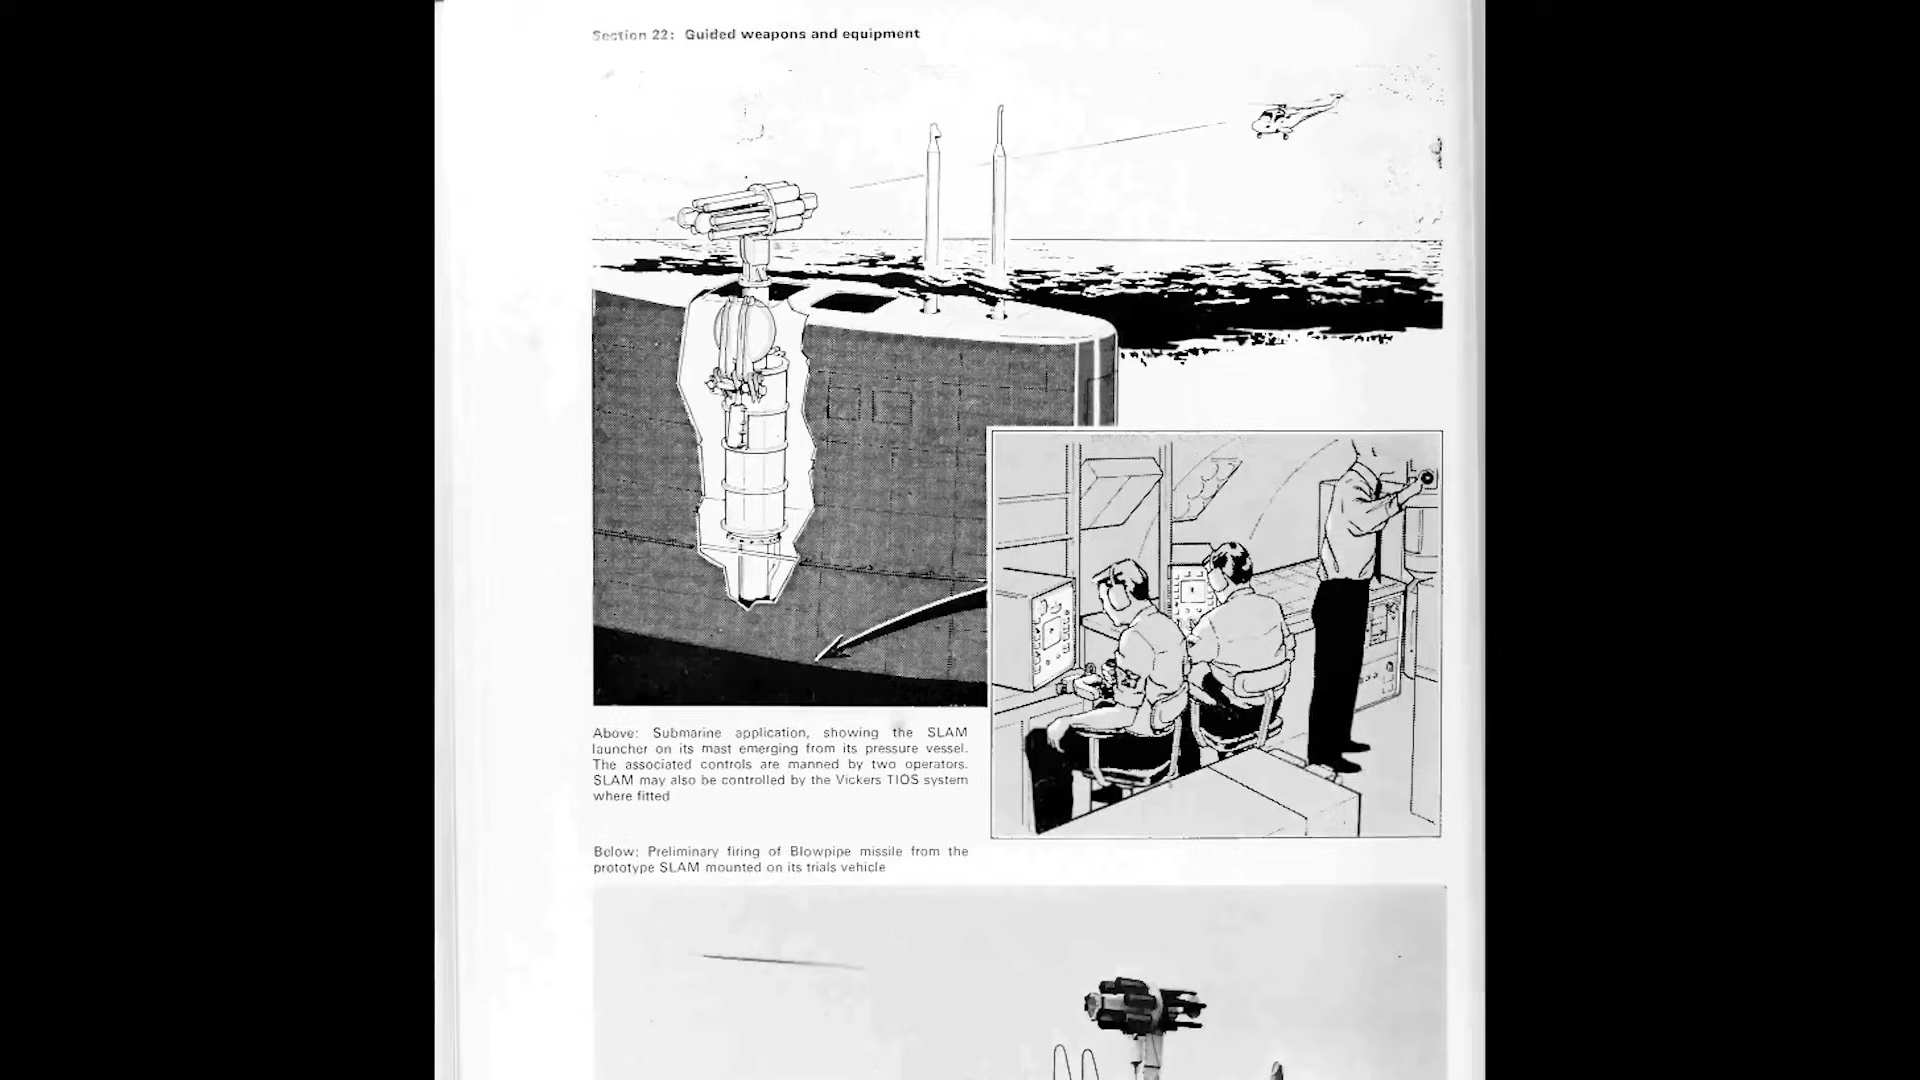 Section 22: Guided weapons and equipment
Above: Submarine application, showing the SLAM
launcher on its mast emerging from its pressure vessel.
The associated controls are manned by two operators.
SLAM may also be controlled by the Vickers TIOS system
where fitted
Below: Preliminary firing of Blowpipe missile from the
prototype SLAM mounted on its trials vehicle